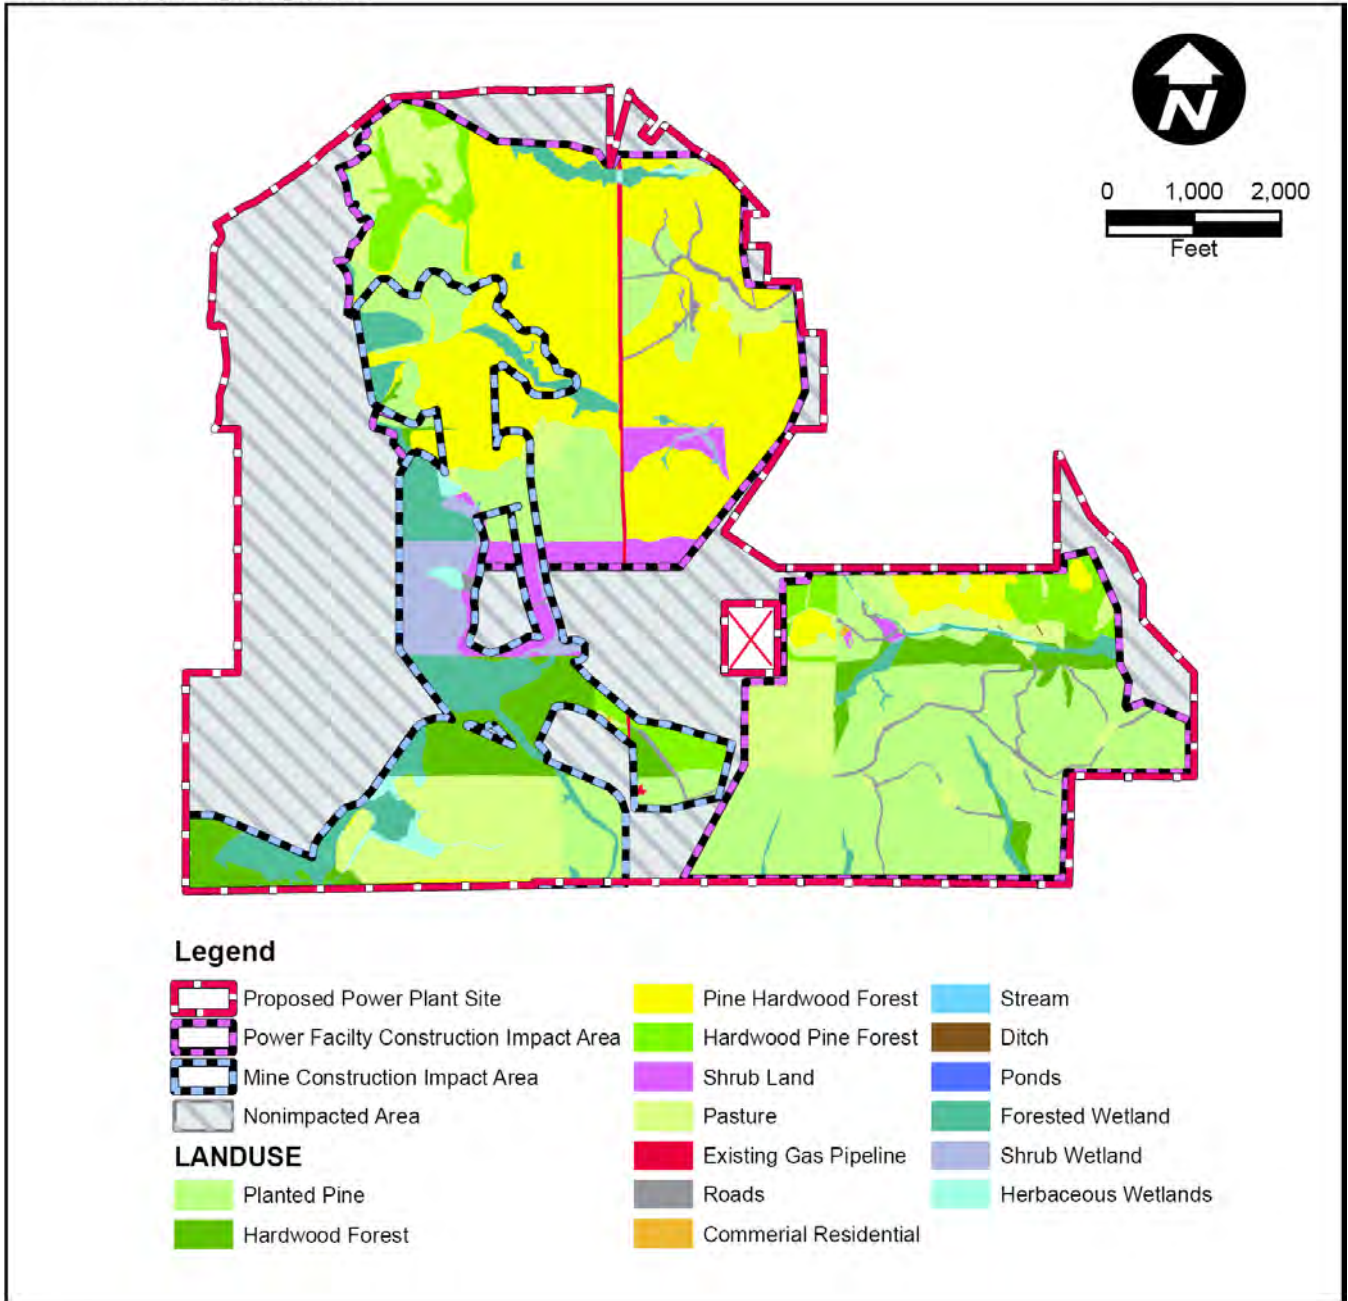 N
0 1,000 2,000
Feet
Legend
Proposed Power Plant Site
Power Facilty Construction Impact Area
Mine Construction Impact Area
Nonimpacted Area
LANDUSE
Planted Pine
Hardwood Forest
Pine Hardwood Forest
Hardwood Pine Forest
Shrub Land
Pasture
Existing Gas Pipeline
Roads
Commerial Residential
Stream
Ditch
Ponds
Forested Wetland
Shrub Wetland
Herbaceous Wetlands